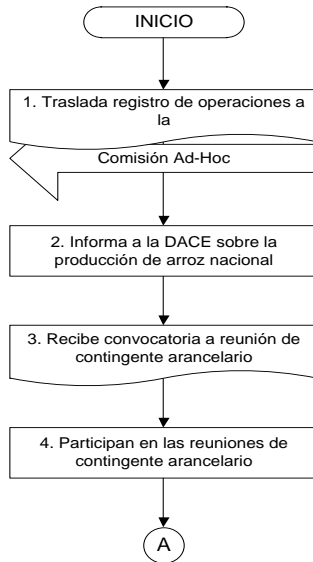 INICIO
1. Traslada registro de operaciones a
la
Comisión Ad-Hoc
2. Informa a la DACE sobre la
producción de arroz nacional
3. Recibe convocatoria a reunión de
contingente arancelario
4. Participan en las reuniones de
contingente arancelario
A